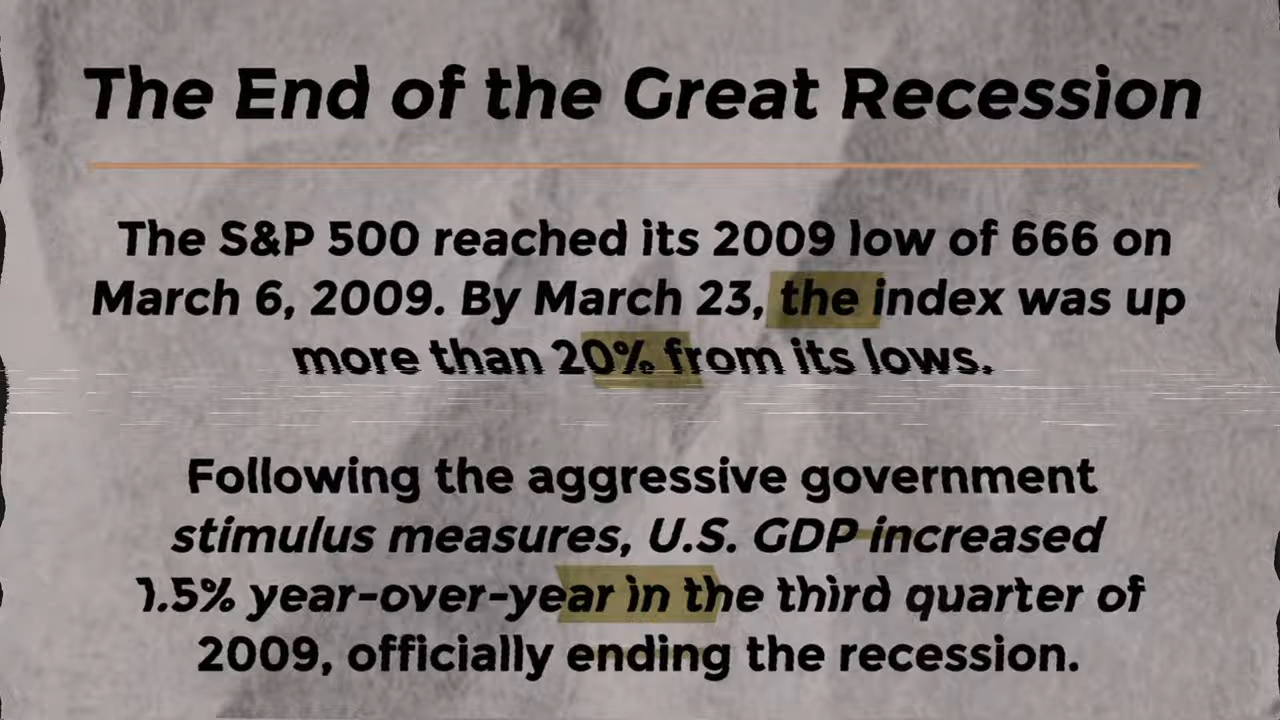 The End of the Great Recession
The S&P 500 reached its 2009 low of 666 on
March 6, 2009. By March 23, the index was up
more than 20% from its lows.
Following the aggressive government
stimulus measures, U.S. GDP increased
1.5% year-over-year in the third quarter of
2009, officially ending the recession.